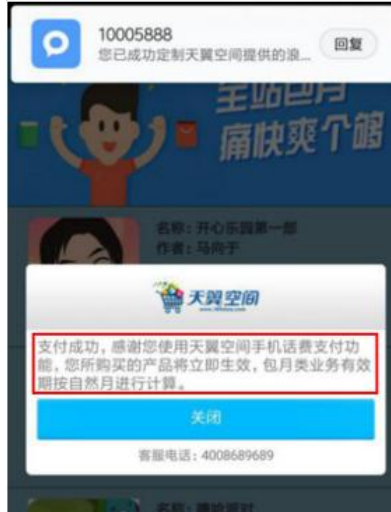 10005888
您已成功定制天翼空间提供的浪...
回复
全站包月
痛快爽个够
名称：开心乐园第一部
作者：马向于
天翼空间
支付成功，感谢您使用天翼空间手机话费支付功
能，您所购买的产品将立即生效，包月类业务有效
期按自然月进行计算。
关闭
客服电话：4008689689